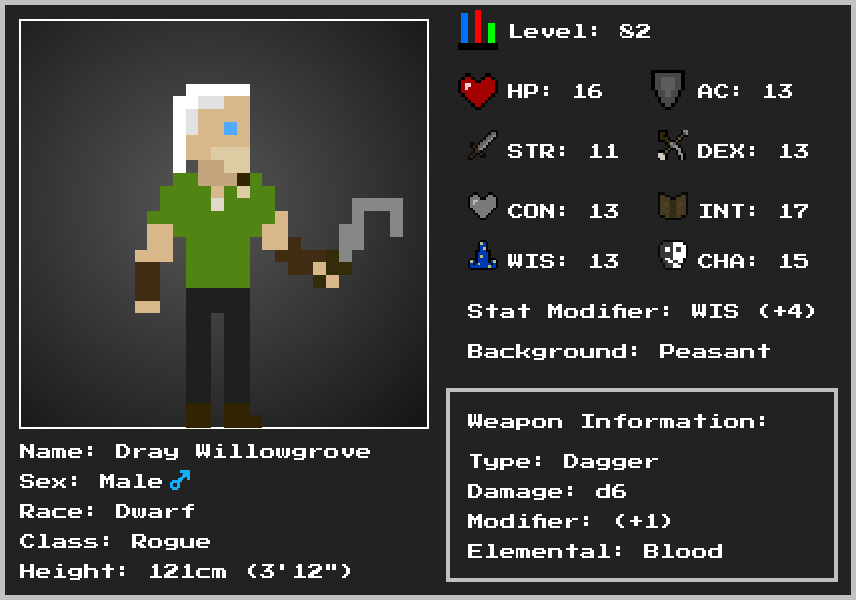 Level: 82
HP: 16 AC: 13
STR: 11 DEX: 13
CON: 13 INT: 17
WIS: 13 CHA: 15
Stat Modifier: WIS (+4)
Background: Peasant
Weapon Information:
Type: Dagger
Damage: d6
Modifier: (+1)
Elemental: Blood
Name: Dray Willowgrove
Sex: Male ♂
Race: Dwarf
Class: Rogue
Height: 121cm (3'12")